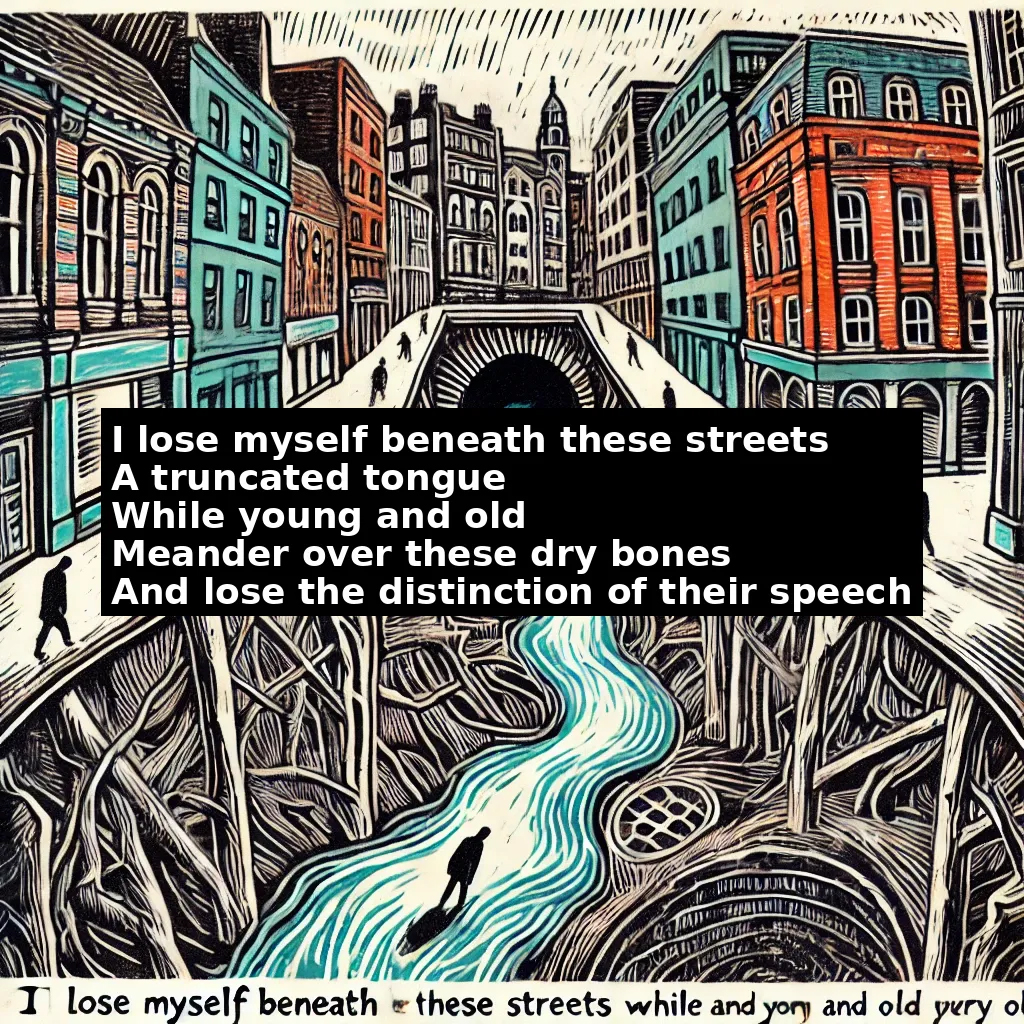 I lose myself beneath these streets
A truncated tongue
While young and old
Meander over these dry bones
And lose the distinction of their speech
I lose myself beneath these streets while and and old